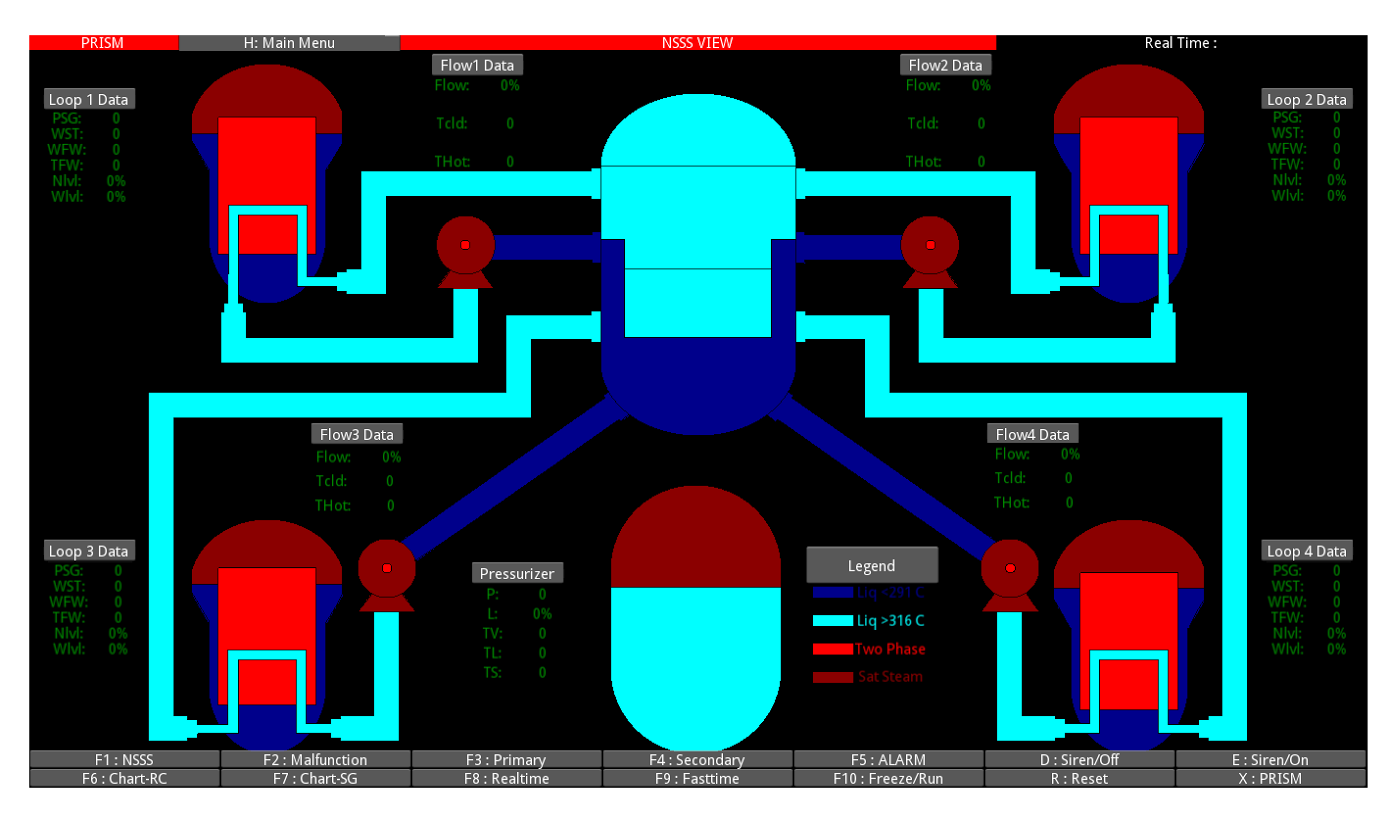 PRISM
H: Main Menu
NSSS VIEW
Real Time :
Flow1 Data
Flow: 0%
Tcld: 0
THot: 0
Flow2 Data
Flow: 0%
Tcld: 0
THot: 0
Loop 1 Data
PSG: 0
WST: 0
WFW: 0
TFW: 0
Nlvl: 0%
Wlvl: 0%
Loop 2 Data
PSG: 0
WST: 0
WFW: 0
TFW: 0
Nlvl: 0%
Wlvl: 0%
Flow3 Data
Flow: 0%
Tcld: 0
THot: 0
Flow4 Data
Flow: 0%
Tcld: 0
THot: 0
Loop 3 Data
PSG: 0
WST: 0
WFW: 0
TFW: 0
Nlvl: 0%
Wlvl: 0%
Pressurizer
P: 0
L: 0%
TV: 0
TL: 0
TS: 0
Legend
Liq <291 C
Liq >316 C
Two Phase
Sat Steam
Loop 4 Data
PSG: 0
WST: 0
WFW: 0
TFW: 0
Nlvl: 0%
Wlvl: 0%
F1 : NSSS
F2 : Malfunction
F3 : Primary
F4 : Secondary
F5 : ALARM
D : Siren/Off
E : Siren/On
F6 : Chart-RC
F7 : Chart-SG
F8 : Realtime
F9 : Fasttime
F10 : Freeze/Run
R : Reset
X : PRISM